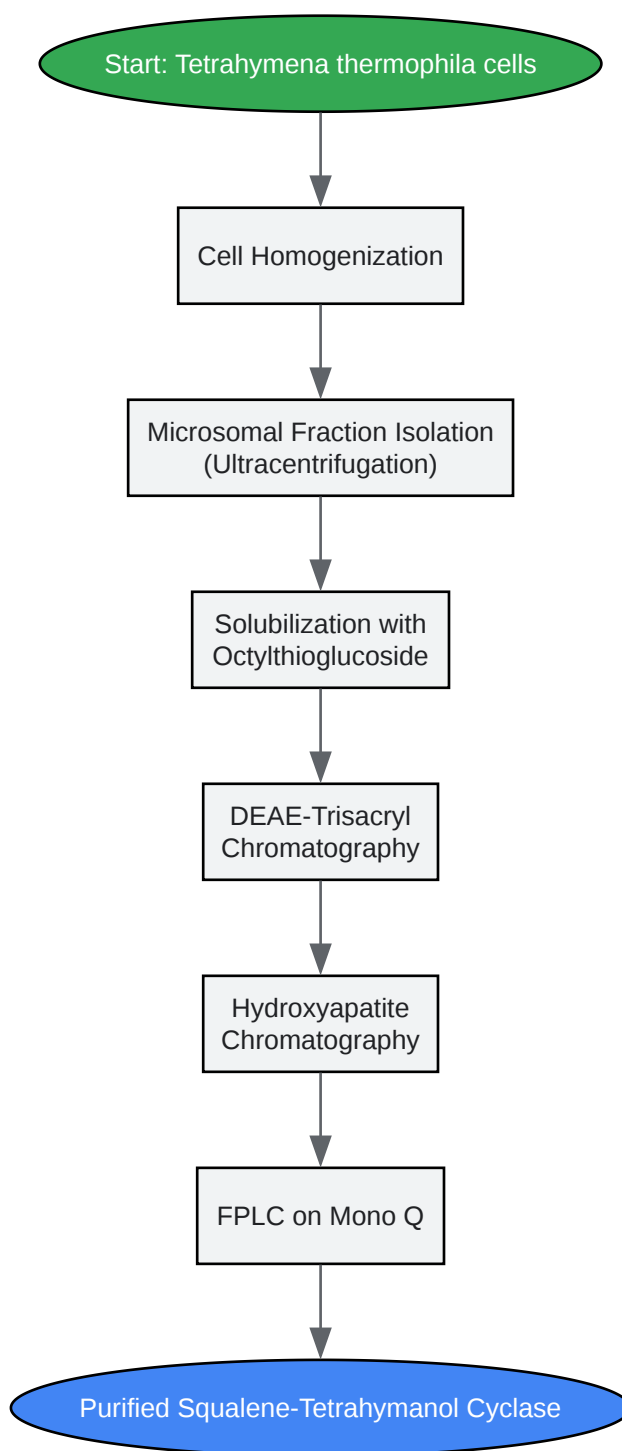 Start: Tetrahymena thermophila cells
Cell Homogenization
Microsomal Fraction Isolation
(Ultracentrifugation)
Solubilization with
Octylthioglucoside
DEAE-Trisacryl
Chromatography
Hydroxyapatite
Chromatography
FPLC on Mono Q
Purified Squalene-Tetrahymanol Cyclase